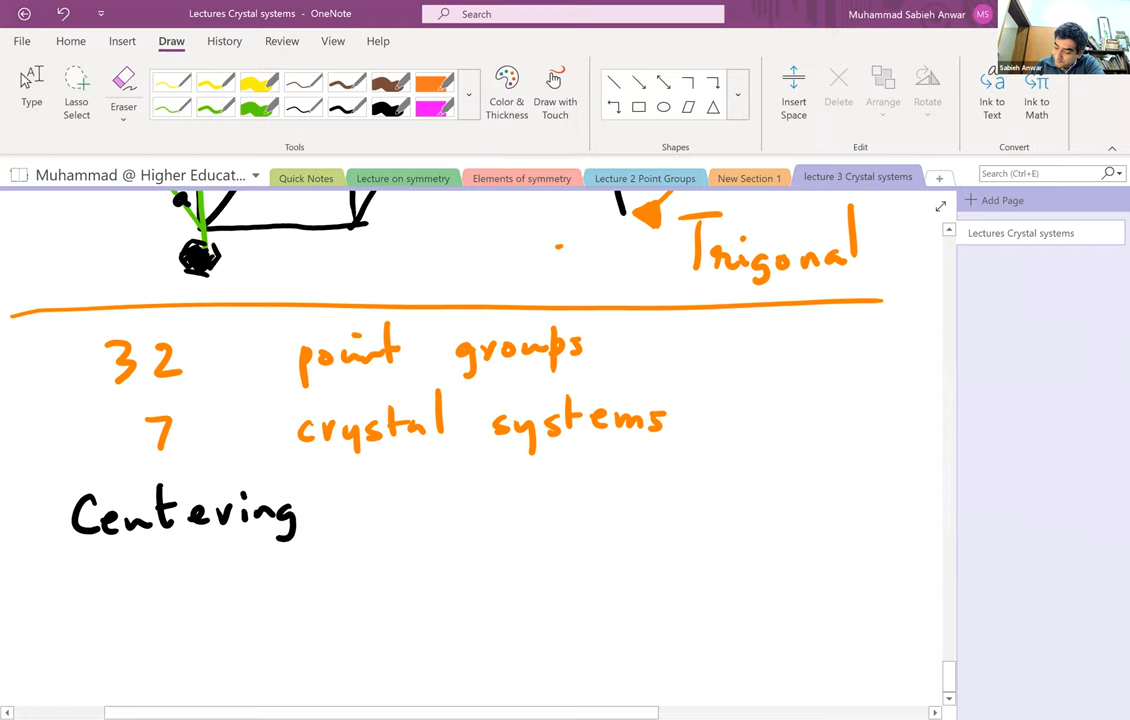 Lectures Crystal systems - OneNote
Search
Muhammad Sabieh Anwar MS
File Home Insert Draw History Review View Help
Sabieh Anwar
Type
Lasso Select
Eraser
Color & Thickness
Draw with Touch
Insert Space
Delete
Arrange
Rotate
Ink to Text
Ink to Math
Tools
Shapes
Edit
Convert
Muhammad @ Higher Educat...
Quick Notes
Lecture on symmetry
Elements of symmetry
Lecture 2 Point Groups
New Section 1
lecture 3 Crystal systems
Search (Ctrl+E)
Add Page
Lectures Crystal systems
Trigonal
32 point groups
7 crystal systems
Centering